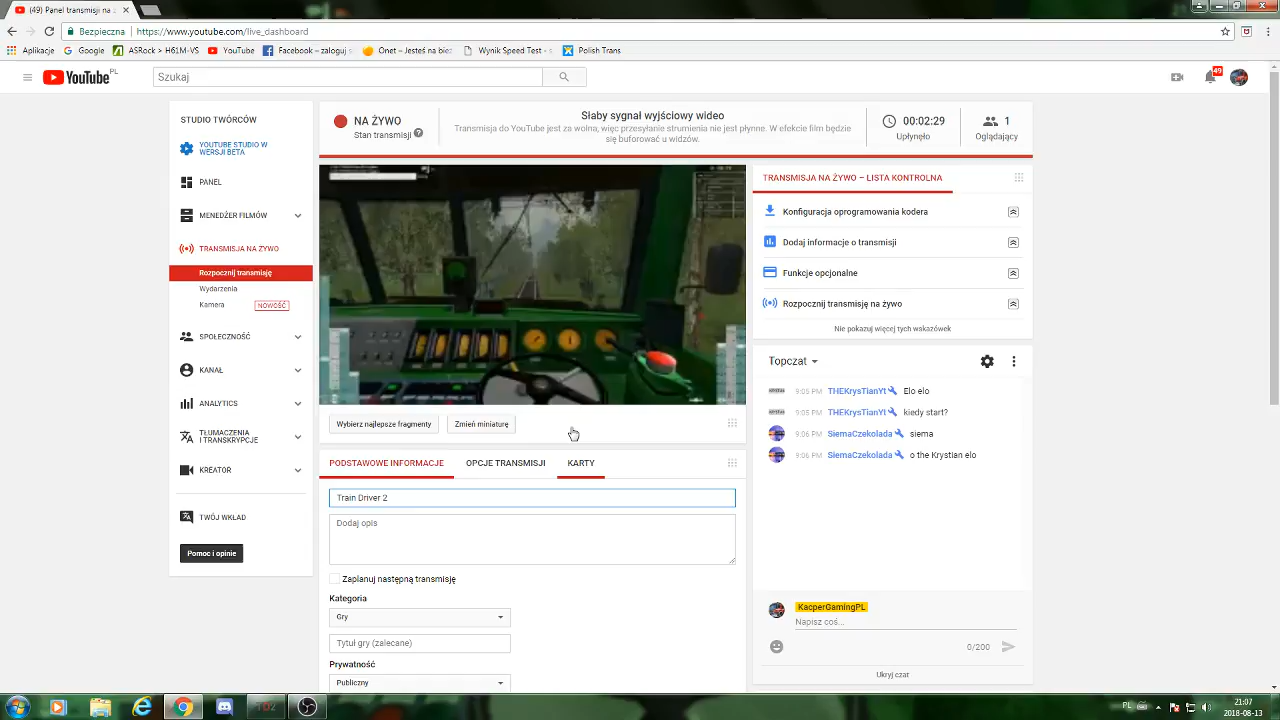 (49) Panel transmisji na
Bezpieczna
https://www.youtube.com/live_dashboard
Aplikacje
Google
ASRock > H61M-VS
YouTube
Facebook – zaloguj s
Onet – Jesteś na bież
Wynik Speed Test - s
Polish Trans
YouTube PL
Szukaj
49
STUDIO TWÓRCÓW
YOUTUBE STUDIO W
WERSJI BETA
PANEL
MENEDŻER FILMÓW
TRANSMISJA NA ŻYWO
Rozpocznij transmisję
Wydarzenia
Kamera NOWOŚĆ
SPOŁECZNOŚĆ
KANAŁ
ANALYTICS
TŁUMACZENIA
I TRANSKRYPCJE
KREATOR
TWÓJ WKŁAD
Pomoc i opinie
NA ŻYWO
Stan transmisji ?
Słaby sygnał wyjściowy wideo
Transmisja do YouTube jest za wolna, więc przesyłanie strumienia nie jest płynne. W efekcie film będzie
się buforować u widzów.
00:02:29
Upłynęło
1
Oglądający
Wybierz najlepsze fragmenty
Zmień miniaturę
PODSTAWOWE INFORMACJE
OPCJE TRANSMISJI
KARTY
Train Driver 2
Dodaj opis
Zaplanuj następną transmisję
Kategoria
Gry
Tytuł gry (zalecane)
Prywatność
Publiczny
TRANSMISJA NA ŻYWO – LISTA KONTROLNA
Konfiguracja oprogramowania kodera
Dodaj informacje o transmisji
Funkcje opcjonalne
Rozpocznij transmisję na żywo
Nie pokazuj więcej tych wskazówek
Topczat
9:05 PM THEKrysTianYt Elo elo
9:05 PM THEKrysTianYt kiedy start?
9:06 PM SiemaCzekolada siema
9:06 PM SiemaCzekolada o the Krystian elo
KacperGamingPL
Napisz coś...
0/200
Ukryj czat
PL
21:07
2018-08-13